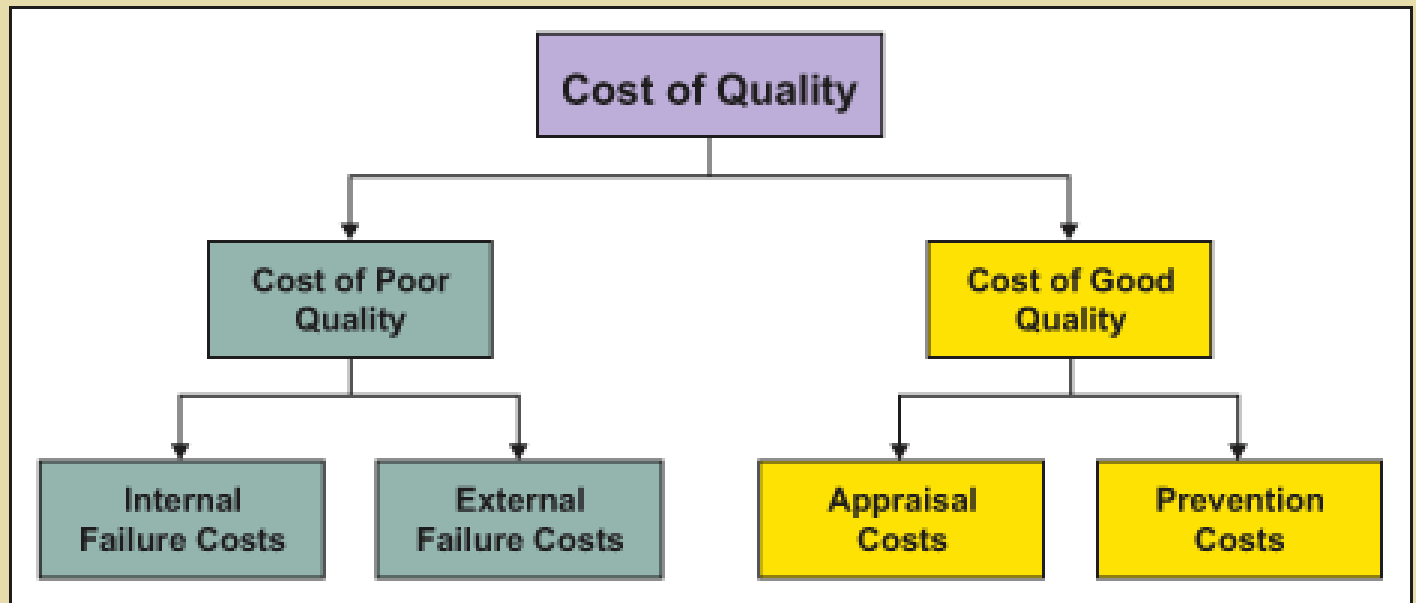 Cost of Quality
Cost of Poor
Quality
Cost of Good
Quality
Internal
Failure Costs
External
Failure Costs
Appraisal
Costs
Prevention
Costs